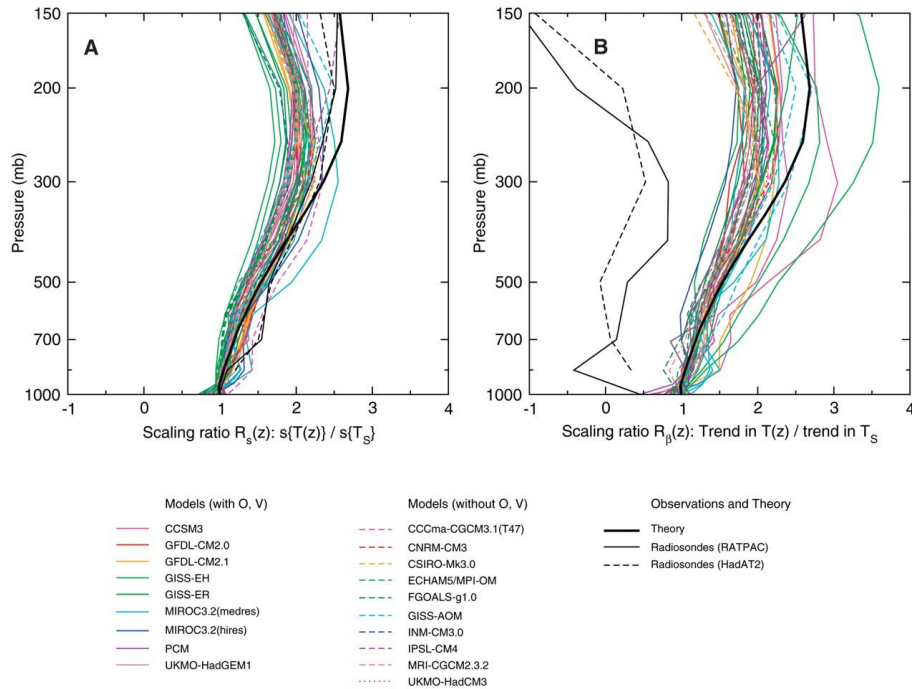 A
B
150
200
300
500
700
1000
Pressure (mb)
-1
0
1
2
3
4
Scaling ratio Rs(z): s{T(z)} / s{TS}
150
200
300
500
700
1000
Pressure (mb)
-1
0
1
2
3
4
Scaling ratio Rβ(z): Trend in T(z) / trend in TS
Models (with O, V)
CCSM3
GFDL-CM2.0
GFDL-CM2.1
GISS-EH
GISS-ER
MIROC3.2(medres)
MIROC3.2(hires)
PCM
UKMO-HadGEM1
Models (without O, V)
CCCma-CGCM3.1(T47)
CNRM-CM3
CSIRO-Mk3.0
ECHAM5/MPI-OM
FGOALS-g1.0
GISS-AOM
INM-CM3.0
IPSL-CM4
MRI-CGCM2.3.2
UKMO-HadCM3
Observations and Theory
Theory
Radiosondes (RATPAC)
Radiosondes (HadAT2)